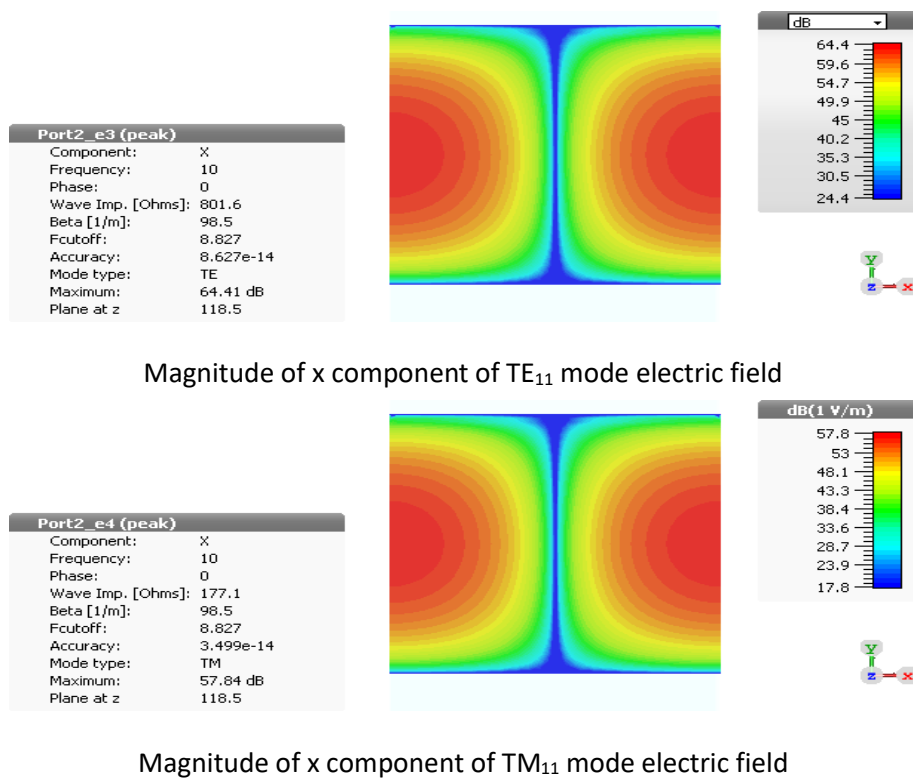 dB
64.4
59.6
54.7
49.9
45
40.2
35.3
30.5
24.4
Port2_e3 (peak)
Component: X
Frequency: 10
Phase: 0
Wave Imp. [Ohms]: 801.6
Beta [1/m]: 98.5
Fcutoff: 8.827
Accuracy: 8.627e-14
Mode type: TE
Maximum: 64.41 dB
Plane at z 118.5
y
z x
Magnitude of x component of TE₁₁ mode electric field
dB(1 V/m)
57.8
53
48.1
43.3
38.4
33.6
28.7
23.9
17.8
Port2_e4 (peak)
Component: X
Frequency: 10
Phase: 0
Wave Imp. [Ohms]: 177.1
Beta [1/m]: 98.5
Fcutoff: 8.827
Accuracy: 3.499e-14
Mode type: TM
Maximum: 57.84 dB
Plane at z 118.5
y
z x
Magnitude of x component of TM₁₁ mode electric field